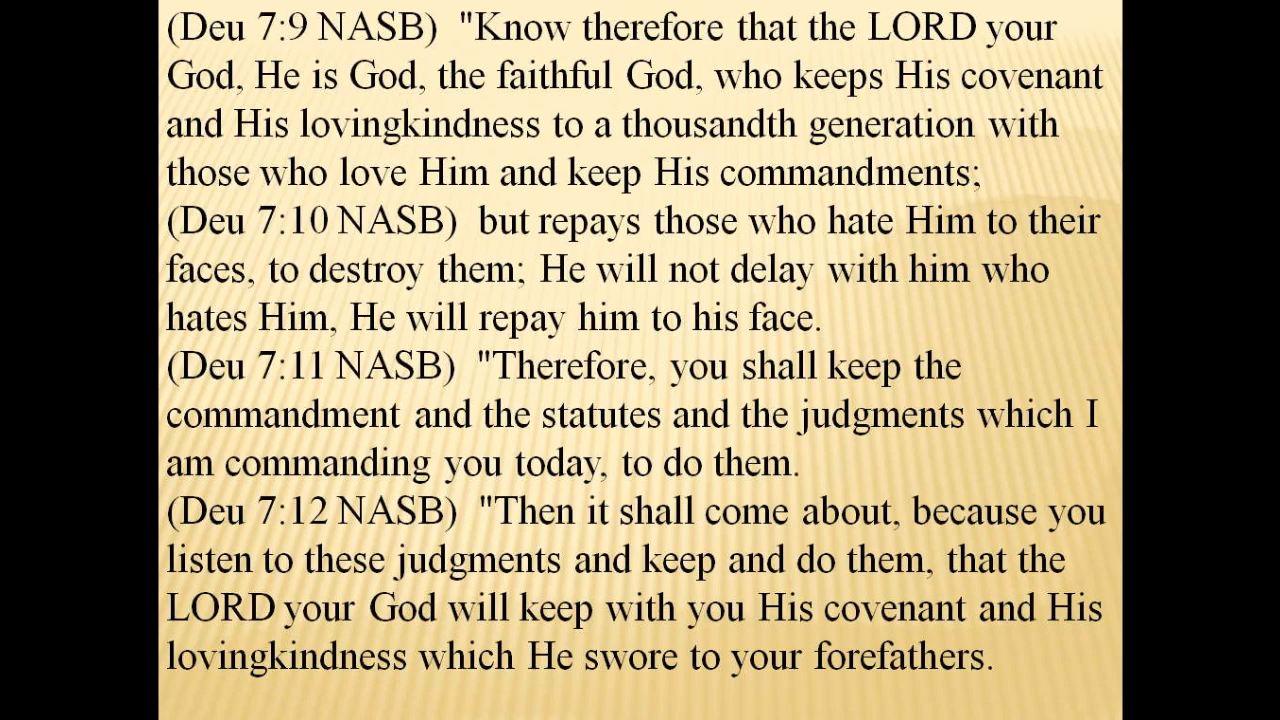 (Deu 7:9 NASB)  "Know therefore that the LORD your
God, He is God, the faithful God, who keeps His covenant
and His lovingkindness to a thousandth generation with
those who love Him and keep His commandments;
(Deu 7:10 NASB)  but repays those who hate Him to their
faces, to destroy them; He will not delay with him who
hates Him, He will repay him to his face.
(Deu 7:11 NASB)  "Therefore, you shall keep the
commandment and the statutes and the judgments which I
am commanding you today, to do them.
(Deu 7:12 NASB)  "Then it shall come about, because you
listen to these judgments and keep and do them, that the
LORD your God will keep with you His covenant and His
lovingkindness which He swore to your forefathers.